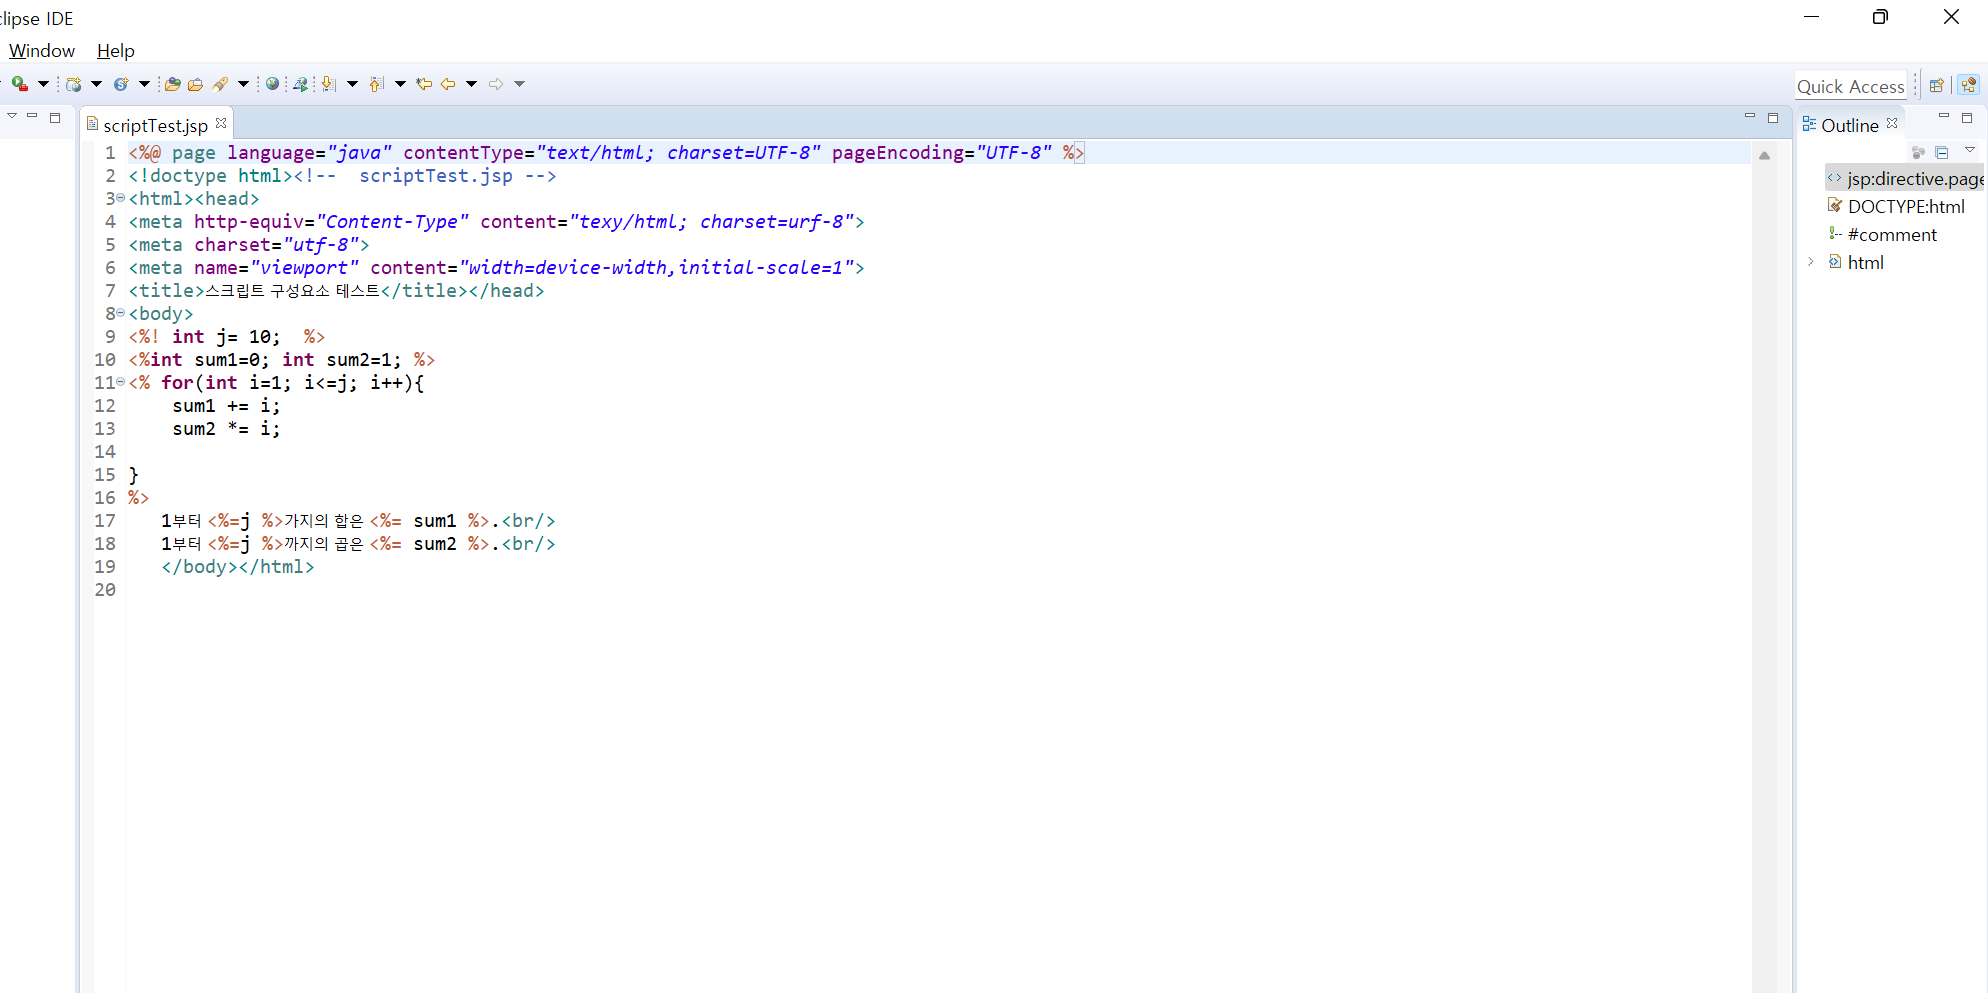 clipse IDE
Window Help
Quick Access
scriptTest.jsp
Outline
1 <%@ page language="java" contentType="text/html; charset=UTF-8" pageEncoding="UTF-8" %>
2 <!doctype html><!--  scriptTest.jsp -->
3 <html><head>
4 <meta http-equiv="Content-Type" content="texy/html; charset=urf-8">
5 <meta charset="utf-8">
6 <meta name="viewport" content="width=device-width,initial-scale=1">
7 <title>스크립트 구성요소 테스트</title></head>
8 <body>
9 <%! int j= 10;  %>
10 <%int sum1=0; int sum2=1; %>
11 <% for(int i=1; i<=j; i++){
12     sum1 += i;
13     sum2 *= i;
14
15 }
16 %>
17    1부터 <%=j %>가지의 합은 <%= sum1 %>.<br/>
18    1부터 <%=j %>까지의 곱은 <%= sum2 %>.<br/>
19    </body></html>
20
jsp:directive.page
DOCTYPE:html
#comment
html